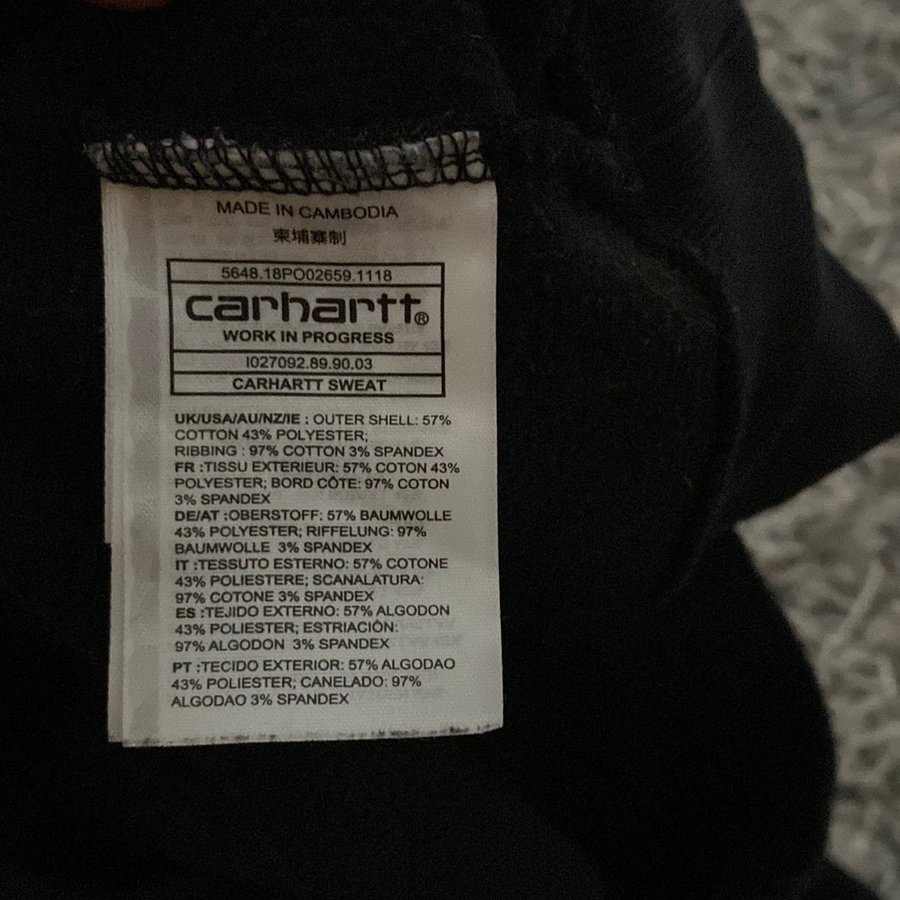 MADE IN CAMBODIA
柬埔寨制
5648.18PO02659.1118
carhartt®
WORK IN PROGRESS
I027092.89.90.03
CARHARTT SWEAT
UK/USA/AU/NZ/IE : OUTER SHELL: 57%
COTTON 43% POLYESTER;
RIBBING : 97% COTTON 3% SPANDEX
FR :TISSU EXTERIEUR: 57% COTON 43%
POLYESTER; BORD CÔTE: 97% COTON
3% SPANDEX
DE/AT :OBERSTOFF: 57% BAUMWOLLE
43% POLYESTER; RIFFELUNG: 97%
BAUMWOLLE 3% SPANDEX
IT :TESSUTO ESTERNO: 57% COTONE
43% POLIESTERE; SCANALATURA:
97% COTONE 3% SPANDEX
ES :TEJIDO EXTERNO: 57% ALGODON
43% POLIESTER; ESTRIACIÒN:
97% ALGODON 3% SPANDEX
PT :TECIDO EXTERIOR: 57% ALGODAO
43% POLIESTER; CANELADO: 97%
ALGODAO 3% SPANDEX